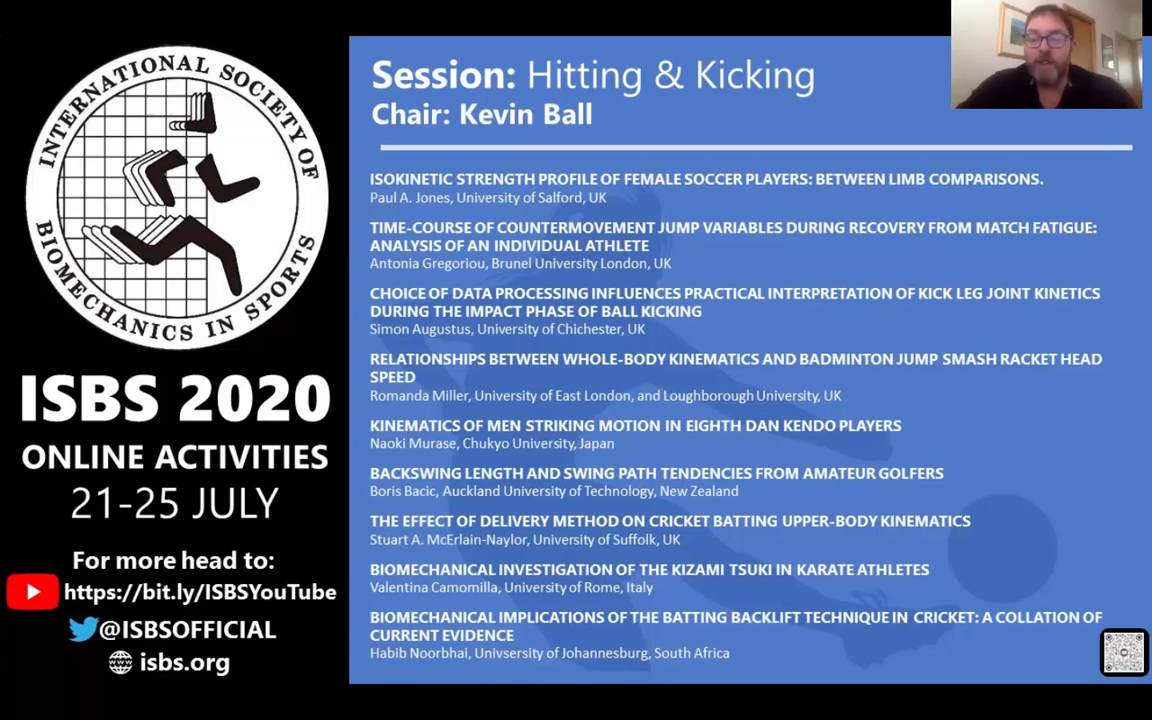 INTERNATIONAL SOCIETY OF
BIOMECHANICS IN SPORTS
ISBS 2020
ONLINE ACTIVITIES
21-25 JULY
For more head to:
https://bit.ly/ISBSYouTube
@ISBSOFFICIAL
isbs.org
Session: Hitting & Kicking
Chair: Kevin Ball
ISOKINETIC STRENGTH PROFILE OF FEMALE SOCCER PLAYERS: BETWEEN LIMB COMPARISONS.
Paul A. Jones, University of Salford, UK
TIME-COURSE OF COUNTERMOVEMENT JUMP VARIABLES DURING RECOVERY FROM MATCH FATIGUE:
ANALYSIS OF AN INDIVIDUAL ATHLETE
Antonia Gregoriou, Brunel University London, UK
CHOICE OF DATA PROCESSING INFLUENCES PRACTICAL INTERPRETATION OF KICK LEG JOINT KINETICS
DURING THE IMPACT PHASE OF BALL KICKING
Simon Augustus, University of Chichester, UK
RELATIONSHIPS BETWEEN WHOLE-BODY KINEMATICS AND BADMINTON JUMP SMASH RACKET HEAD
SPEED
Romanda Miller, University of East London, and Loughborough University, UK
KINEMATICS OF MEN STRIKING MOTION IN EIGHTH DAN KENDO PLAYERS
Naoki Murase, Chukyo University, Japan
BACKSWING LENGTH AND SWING PATH TENDENCIES FROM AMATEUR GOLFERS
Boris Bacic, Auckland University of Technology, New Zealand
THE EFFECT OF DELIVERY METHOD ON CRICKET BATTING UPPER-BODY KINEMATICS
Stuart A. McErlain-Naylor, University of Suffolk, UK
BIOMECHANICAL INVESTIGATION OF THE KIZAMI TSUKI IN KARATE ATHLETES
Valentina Camomilla, University of Rome, Italy
BIOMECHANICAL IMPLICATIONS OF THE BATTING BACKLIFT TECHNIQUE IN CRICKET: A COLLATION OF
CURRENT EVIDENCE
Habib Noorbhai, Univsersity of Johannesburg, South Africa